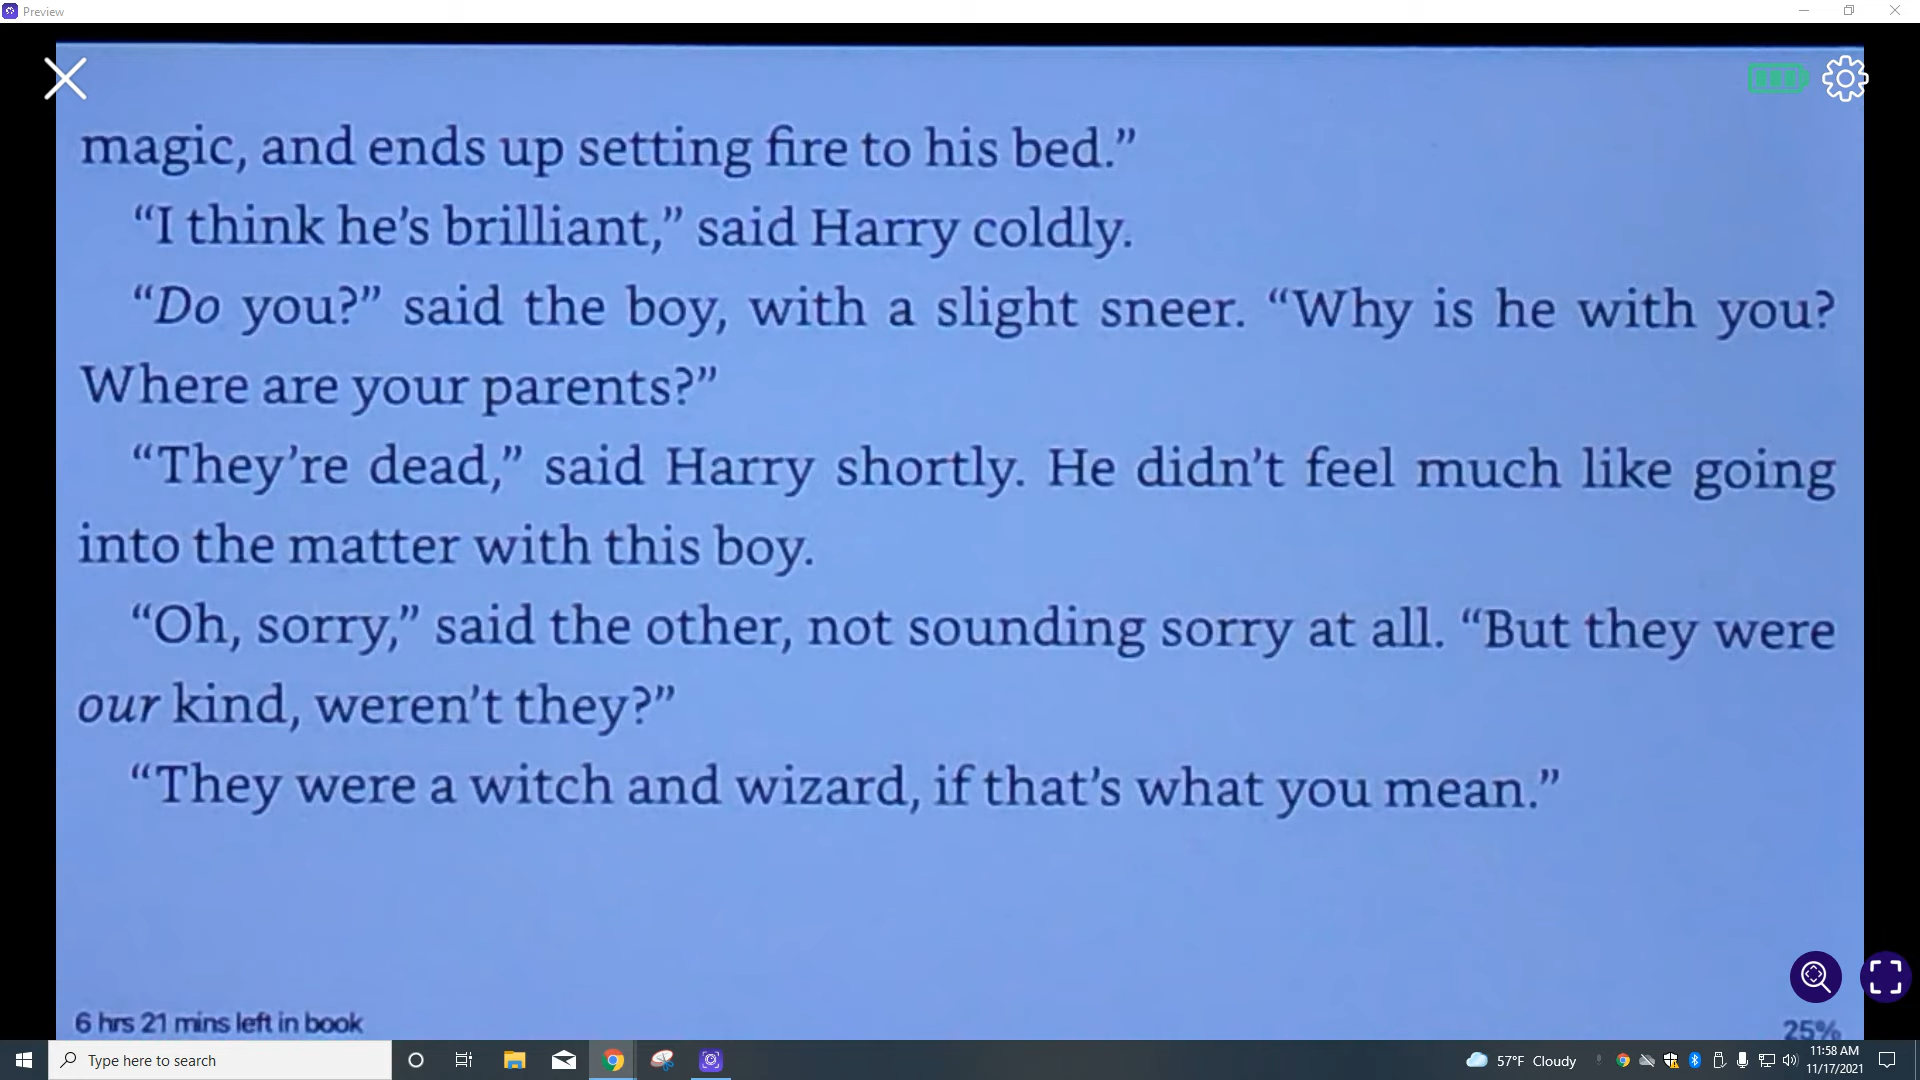 Preview
magic, and ends up setting fire to his bed.”
“I think he’s brilliant,” said Harry coldly.
“Do you?” said the boy, with a slight sneer. “Why is he with you?
Where are your parents?”
“They’re dead,” said Harry shortly. He didn’t feel much like going
into the matter with this boy.
“Oh, sorry,” said the other, not sounding sorry at all. “But they were
our kind, weren’t they?”
“They were a witch and wizard, if that’s what you mean.”
6 hrs 21 mins left in book
25%
Type here to search
57°F Cloudy
11:58 AM
11/17/2021